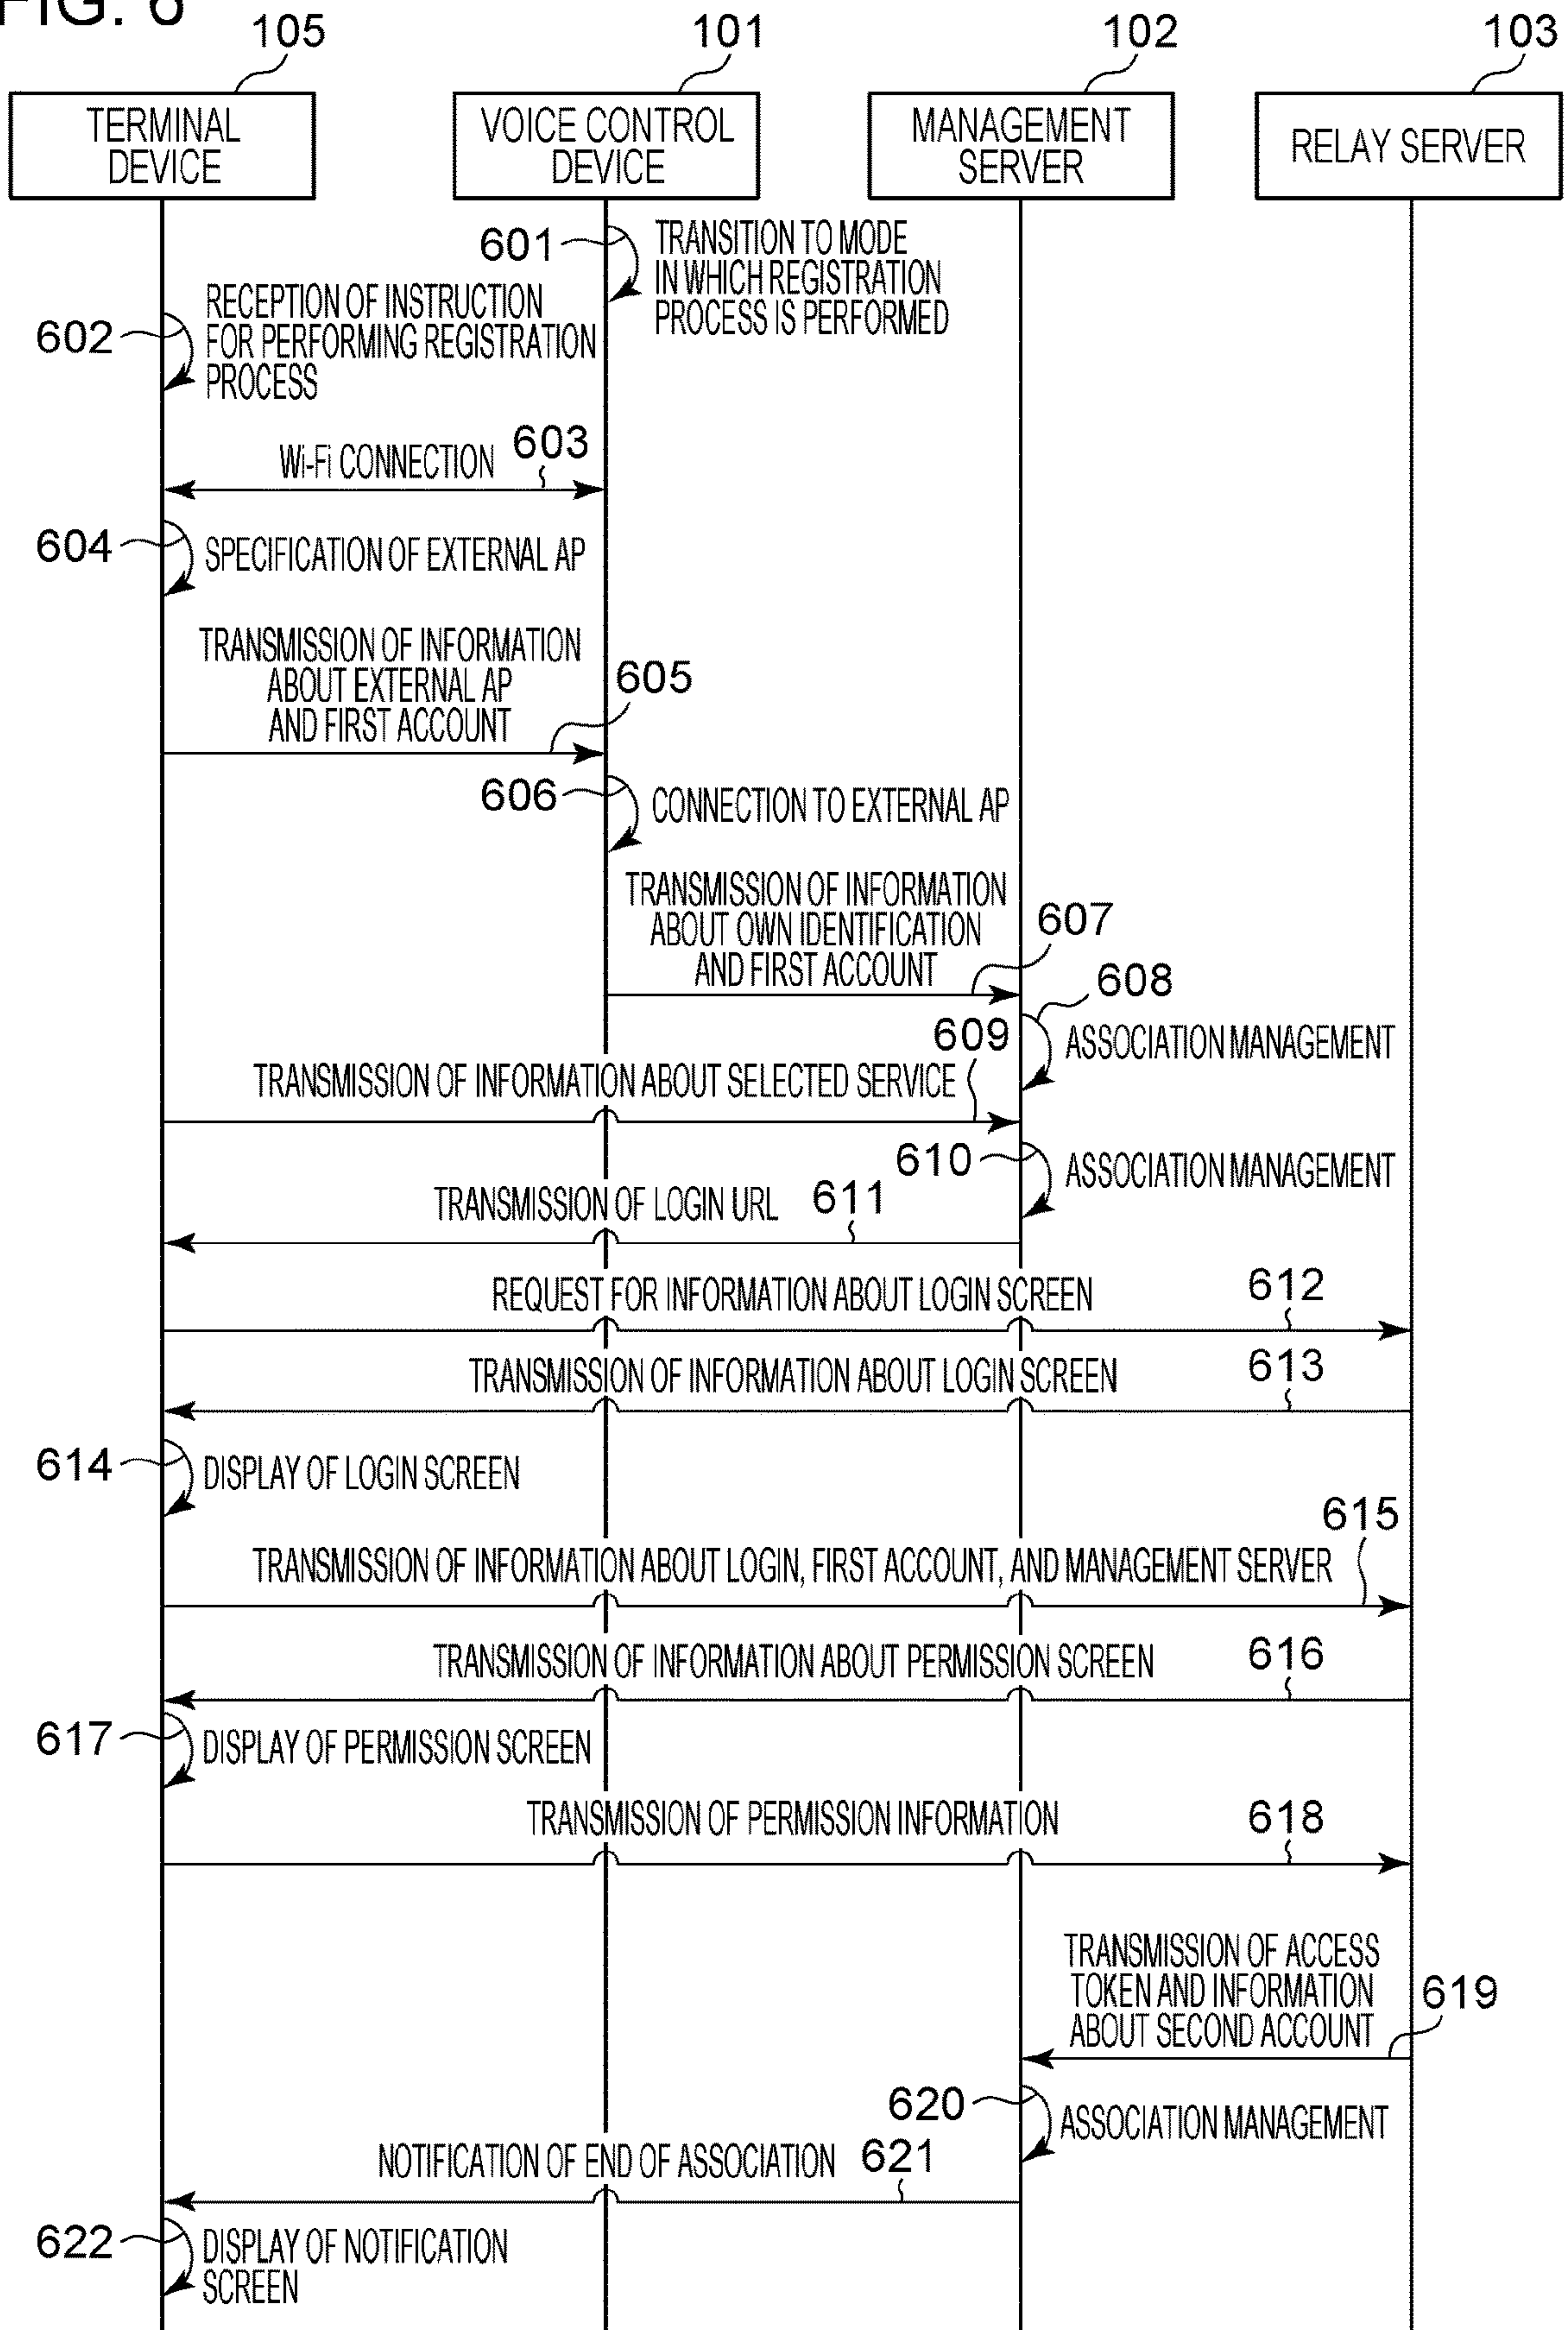 FIG. 6
105
101
102
103
TERMINAL
DEVICE
VOICE CONTROL
DEVICE
MANAGEMENT
SERVER
RELAY SERVER
601
TRANSITION TO MODE
IN WHICH REGISTRATION
PROCESS IS PERFORMED
602
RECEPTION OF INSTRUCTION
FOR PERFORMING REGISTRATION
PROCESS
Wi-Fi CONNECTION
603
604
SPECIFICATION OF EXTERNAL AP
TRANSMISSION OF INFORMATION
ABOUT EXTERNAL AP
AND FIRST ACCOUNT
605
606
CONNECTION TO EXTERNAL AP
TRANSMISSION OF INFORMATION
ABOUT OWN IDENTIFICATION
AND FIRST ACCOUNT
607
608
ASSOCIATION MANAGEMENT
609
TRANSMISSION OF INFORMATION ABOUT SELECTED SERVICE
610
ASSOCIATION MANAGEMENT
TRANSMISSION OF LOGIN URL
611
REQUEST FOR INFORMATION ABOUT LOGIN SCREEN
612
TRANSMISSION OF INFORMATION ABOUT LOGIN SCREEN
613
614
DISPLAY OF LOGIN SCREEN
615
TRANSMISSION OF INFORMATION ABOUT LOGIN, FIRST ACCOUNT, AND MANAGEMENT SERVER
TRANSMISSION OF INFORMATION ABOUT PERMISSION SCREEN
616
617
DISPLAY OF PERMISSION SCREEN
TRANSMISSION OF PERMISSION INFORMATION
618
TRANSMISSION OF ACCESS
TOKEN AND INFORMATION
ABOUT SECOND ACCOUNT
619
620
ASSOCIATION MANAGEMENT
NOTIFICATION OF END OF ASSOCIATION
621
622
DISPLAY OF NOTIFICATION
SCREEN